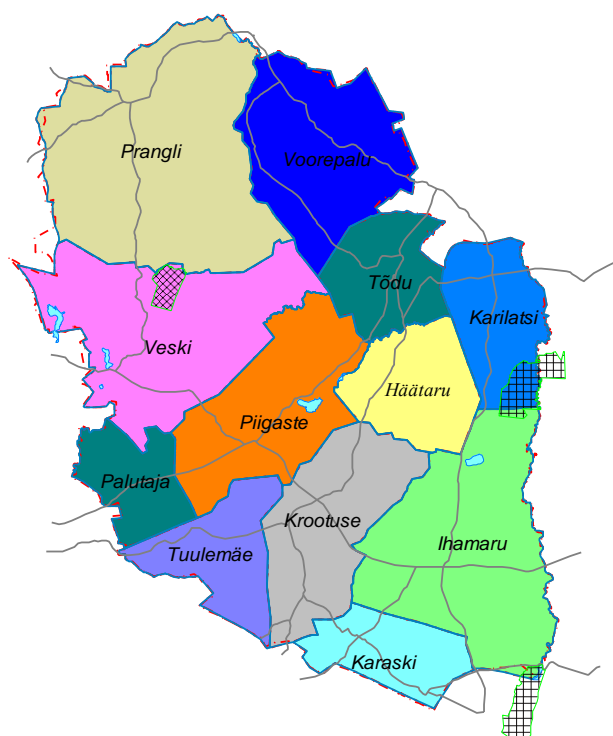 Prangli
Voorepalu
Tõdu
Karilatsi
Veski
Häätaru
Piigaste
Palutaja
Krootuse
Ihamaru
Tuulemäe
Karaski